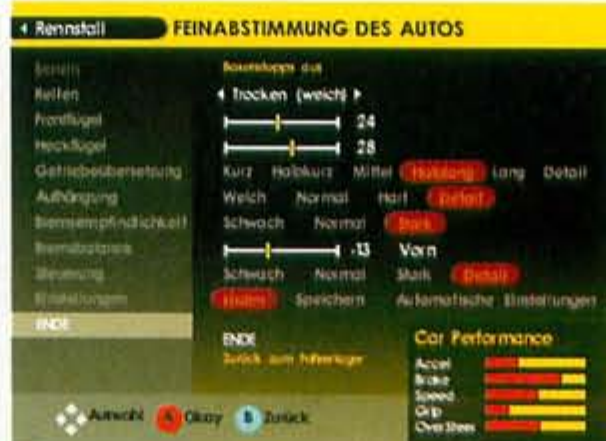 Rennstall FEINABSTIMMUNG DES AUTOS
Benzin Boxenstopps aus
Reifen Trocken (weich)
Frontflügel 24
Heckflügel 28
Getriebeübersetzung Kurz Halbkurz Mittel Halblang Lang Detail
Aufhängung Weich Normal Hart Detail
Bremsempfindlichkeit Schwach Normal Stark
Bremsbalance -13 Vorn
Steuerung Schwach Normal Stark Detail
Einstellungen Laden Speichern Automatische Einstellungen
ENDE
ENDE
Zurück zum Fahrerlager
Car Performance
Accel
Brake
Speed
Grip
OverSteer
Auswahl A Okay B Zurück